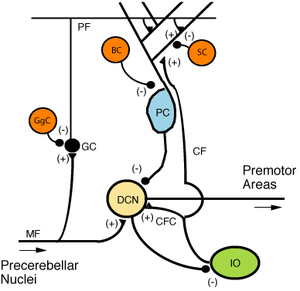 PF
BC
(+)
SC
(-)
(-)
GgC
(-)
(+)
GC
PC
CF
(-)
Premotor
Areas
DCN
(+)
(+)
CFC
MF
Precerebellar
Nuclei
(-)
IO